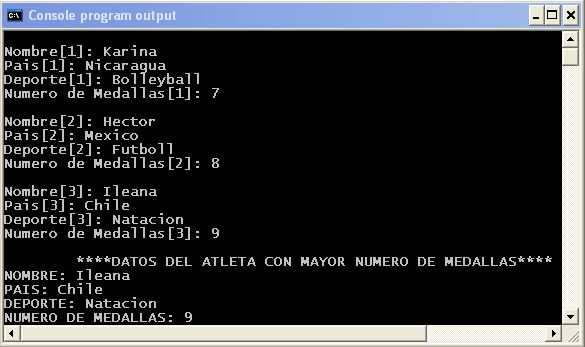 Console program output
Nombre[1]: Karina
Pais[1]: Nicaragua
Deporte[1]: Bolleyball
Numero de Medallas[1]: 7
Nombre[2]: Hector
Pais[2]: Mexico
Deporte[2]: Futboll
Numero de Medallas[2]: 8
Nombre[3]: Ileana
Pais[3]: Chile
Deporte[3]: Natacion
Numero de Medallas[3]: 9
****DATOS DEL ATLETA CON MAYOR NUMERO DE MEDALLAS****
NOMBRE: Ileana
PAIS: Chile
DEPORTE: Natacion
NUMERO DE MEDALLAS: 9